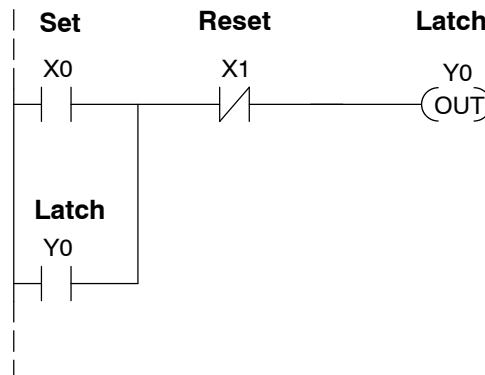 Set Reset Latch
X0 X1 Y0
OUT
Latch
Y0